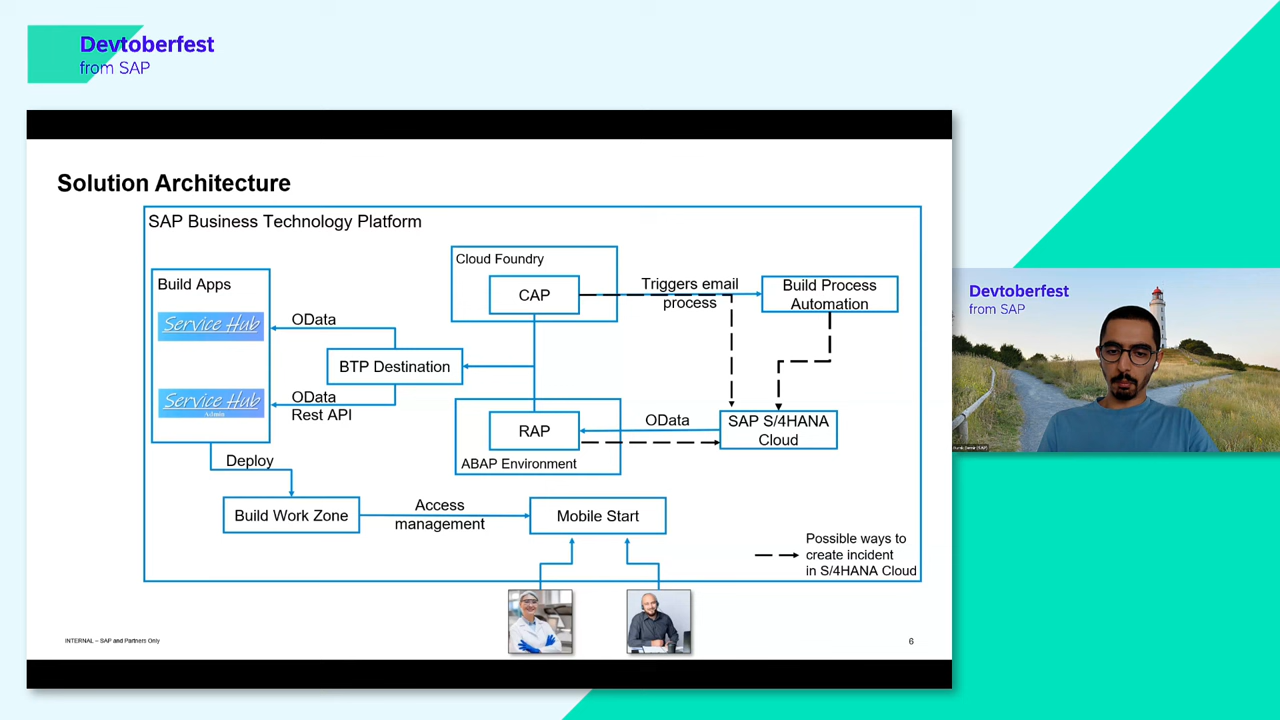 Devtoberfest
from SAP
Solution Architecture
SAP Business Technology Platform
Build Apps
Service Hub
Service Hub
Admin
OData
BTP Destination
OData
Rest API
Cloud Foundry
CAP
Triggers email
process
Build Process
Automation
RAP
ABAP Environment
OData
SAP S/4HANA
Cloud
Deploy
Build Work Zone
Access
management
Mobile Start
Possible ways to
create incident
in S/4HANA Cloud
INTERNAL – SAP and Partners Only
6
Devtoberfest
from SAP